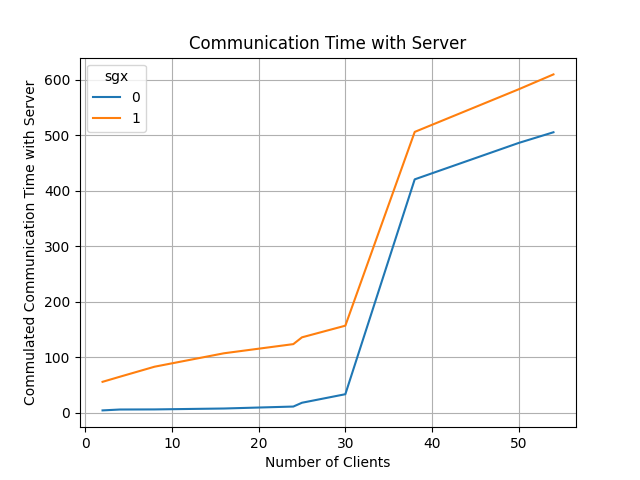 Communication Time with Server
sgx
0
1
Commulated Communication Time with Server
600
500
400
300
200
100
0
0 10 20 30 40 50
Number of Clients